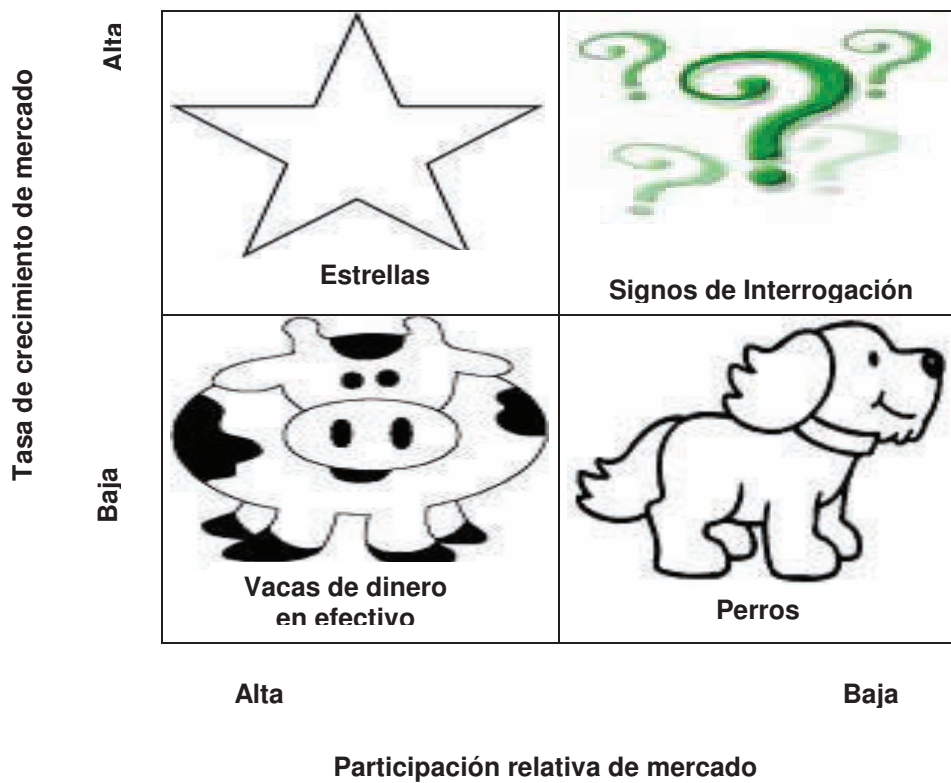 Tasa de crecimiento de mercado
Alta
Baja
Estrellas
Signos de Interrogación
Vacas de dinero
en efectivo
Perros
Alta
Baja
Participación relativa de mercado